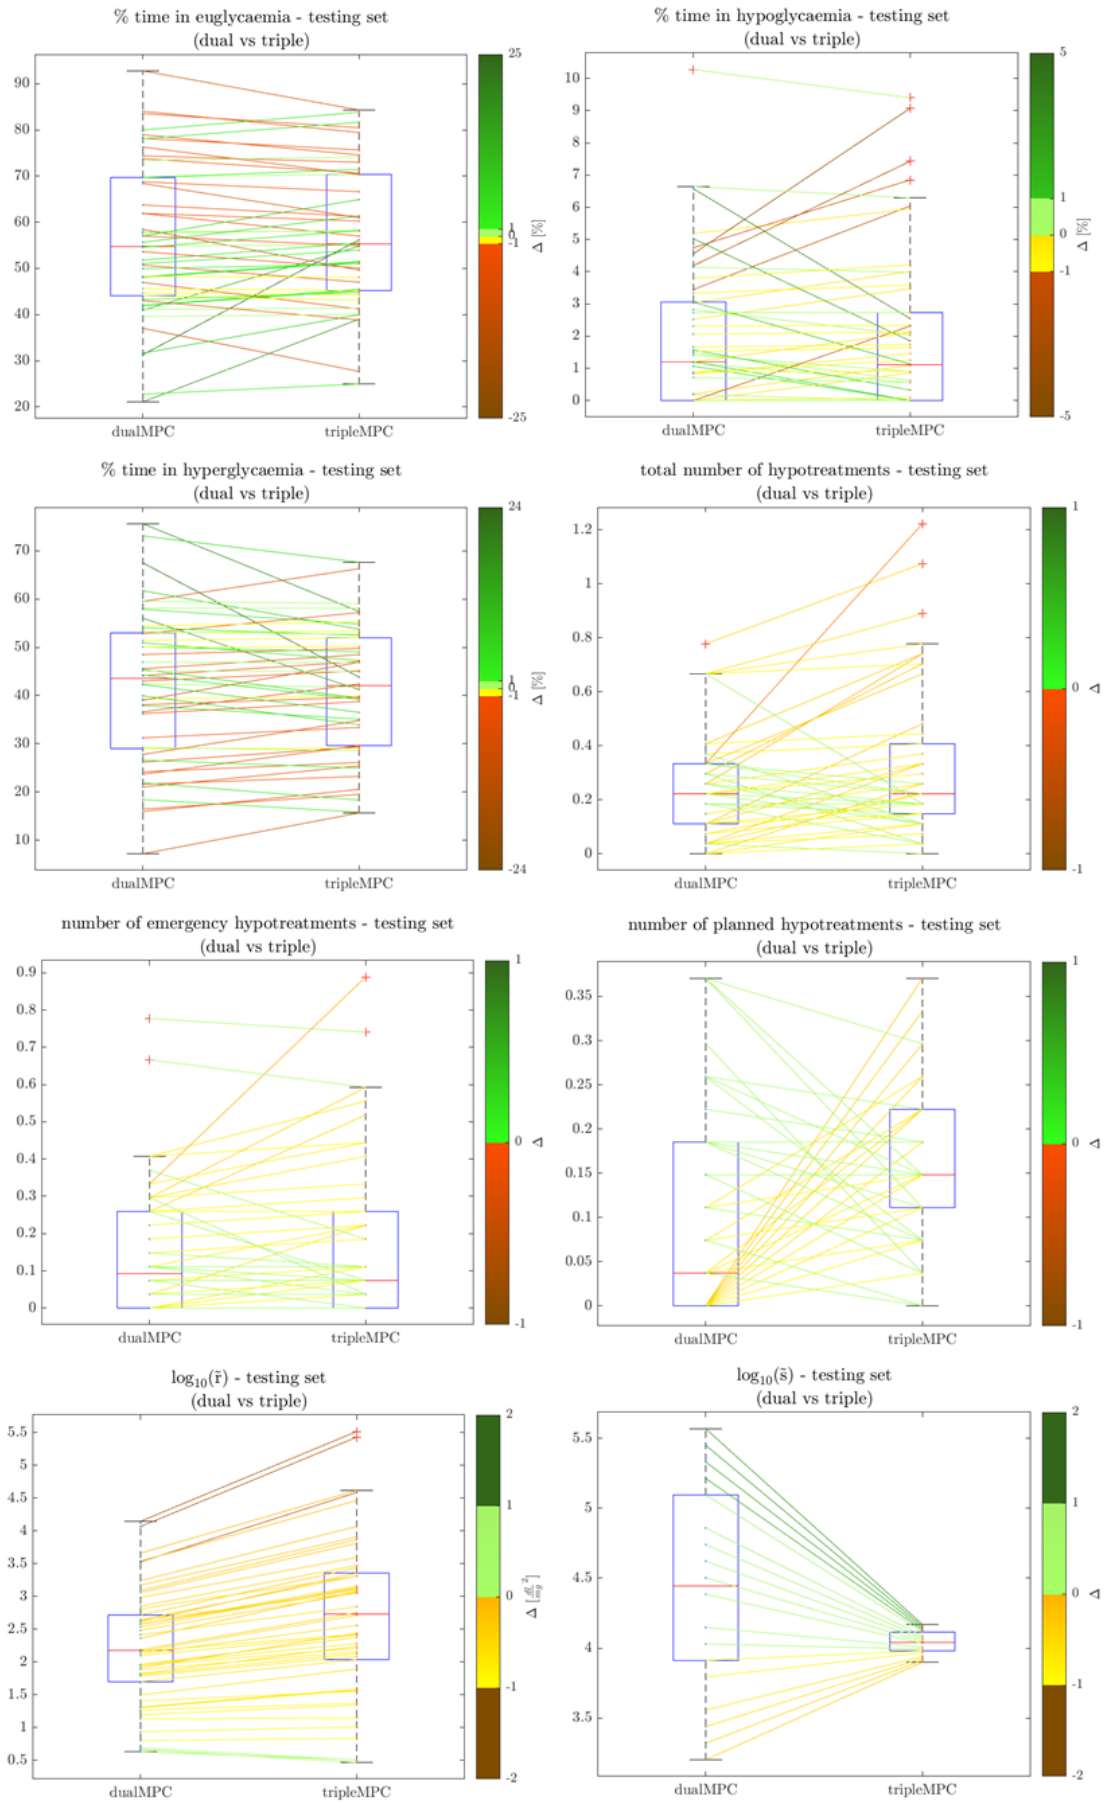 % time in euglycaemia - testing set
(dual vs triple)
90
80
70
60
50
40
30
20
dualMPC
tripleMPC
25
1
0
-1
-25
Δ [%]
% time in hypoglycaemia - testing set
(dual vs triple)
10
9
8
7
6
5
4
3
2
1
0
dualMPC
tripleMPC
5
1
0
-1
-5
Δ [%]
% time in hyperglycaemia - testing set
(dual vs triple)
70
60
50
40
30
20
10
dualMPC
tripleMPC
24
1
0
-1
-24
Δ [%]
total number of hypotreatments - testing set
(dual vs triple)
1.2
1
0.8
0.6
0.4
0.2
0
dualMPC
tripleMPC
1
0
-1
Δ
number of emergency hypotreatments - testing set
(dual vs triple)
0.9
0.8
0.7
0.6
0.5
0.4
0.3
0.2
0.1
0
dualMPC
tripleMPC
1
0
-1
Δ
number of planned hypotreatments - testing set
(dual vs triple)
0.35
0.3
0.25
0.2
0.15
0.1
0.05
0
dualMPC
tripleMPC
1
0
-1
Δ
log₁₀(r̃) - testing set
(dual vs triple)
5.5
5
4.5
4
3.5
3
2.5
2
1.5
1
0.5
dualMPC
tripleMPC
2
1
0
-1
-2
Δ [dl/mg ²]
log₁₀(s̃) - testing set
(dual vs triple)
5.5
5
4.5
4
3.5
dualMPC
tripleMPC
2
1
0
-1
-2
Δ